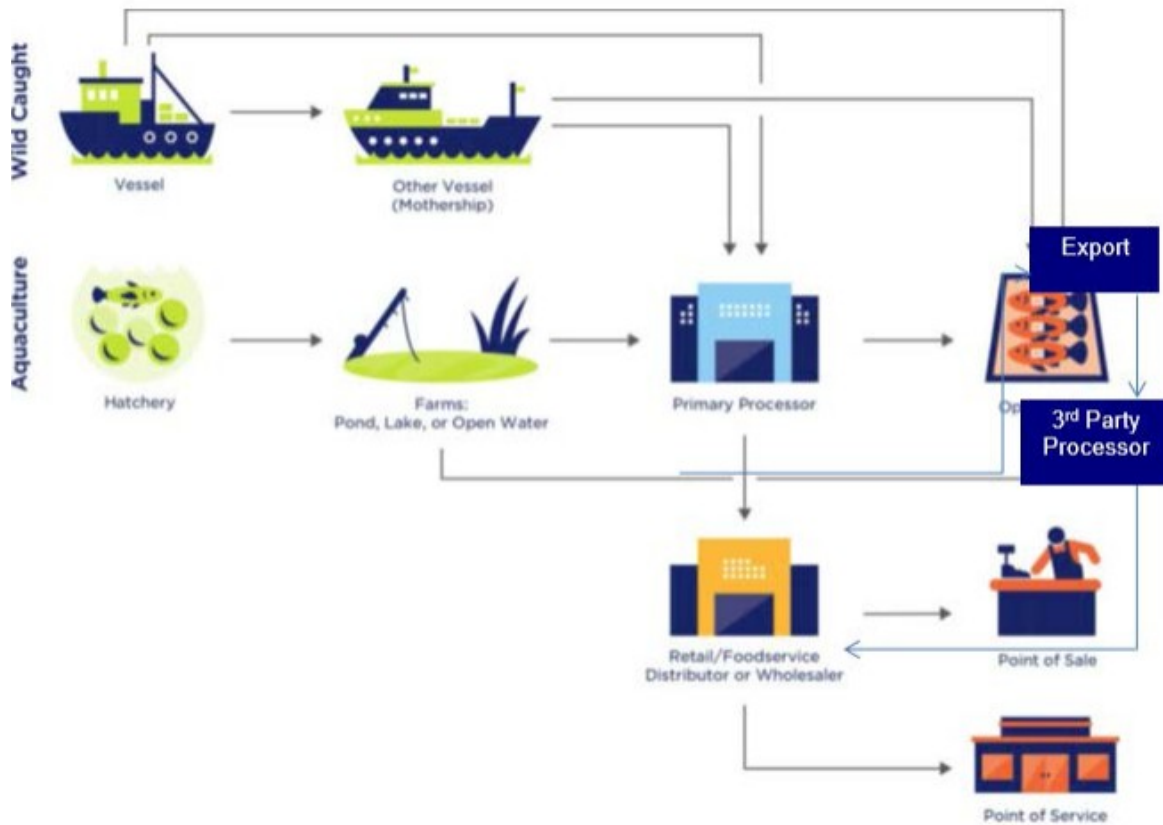 Wild Caught
Vessel
Other Vessel
(Mothership)
Export
Aquaculture
Hatchery
Farms:
Pond, Lake, or Open Water
Primary Processor
Op
3rd Party
Processor
Retail/Foodservice
Distributor or Wholesaler
Point of Sale
Point of Service